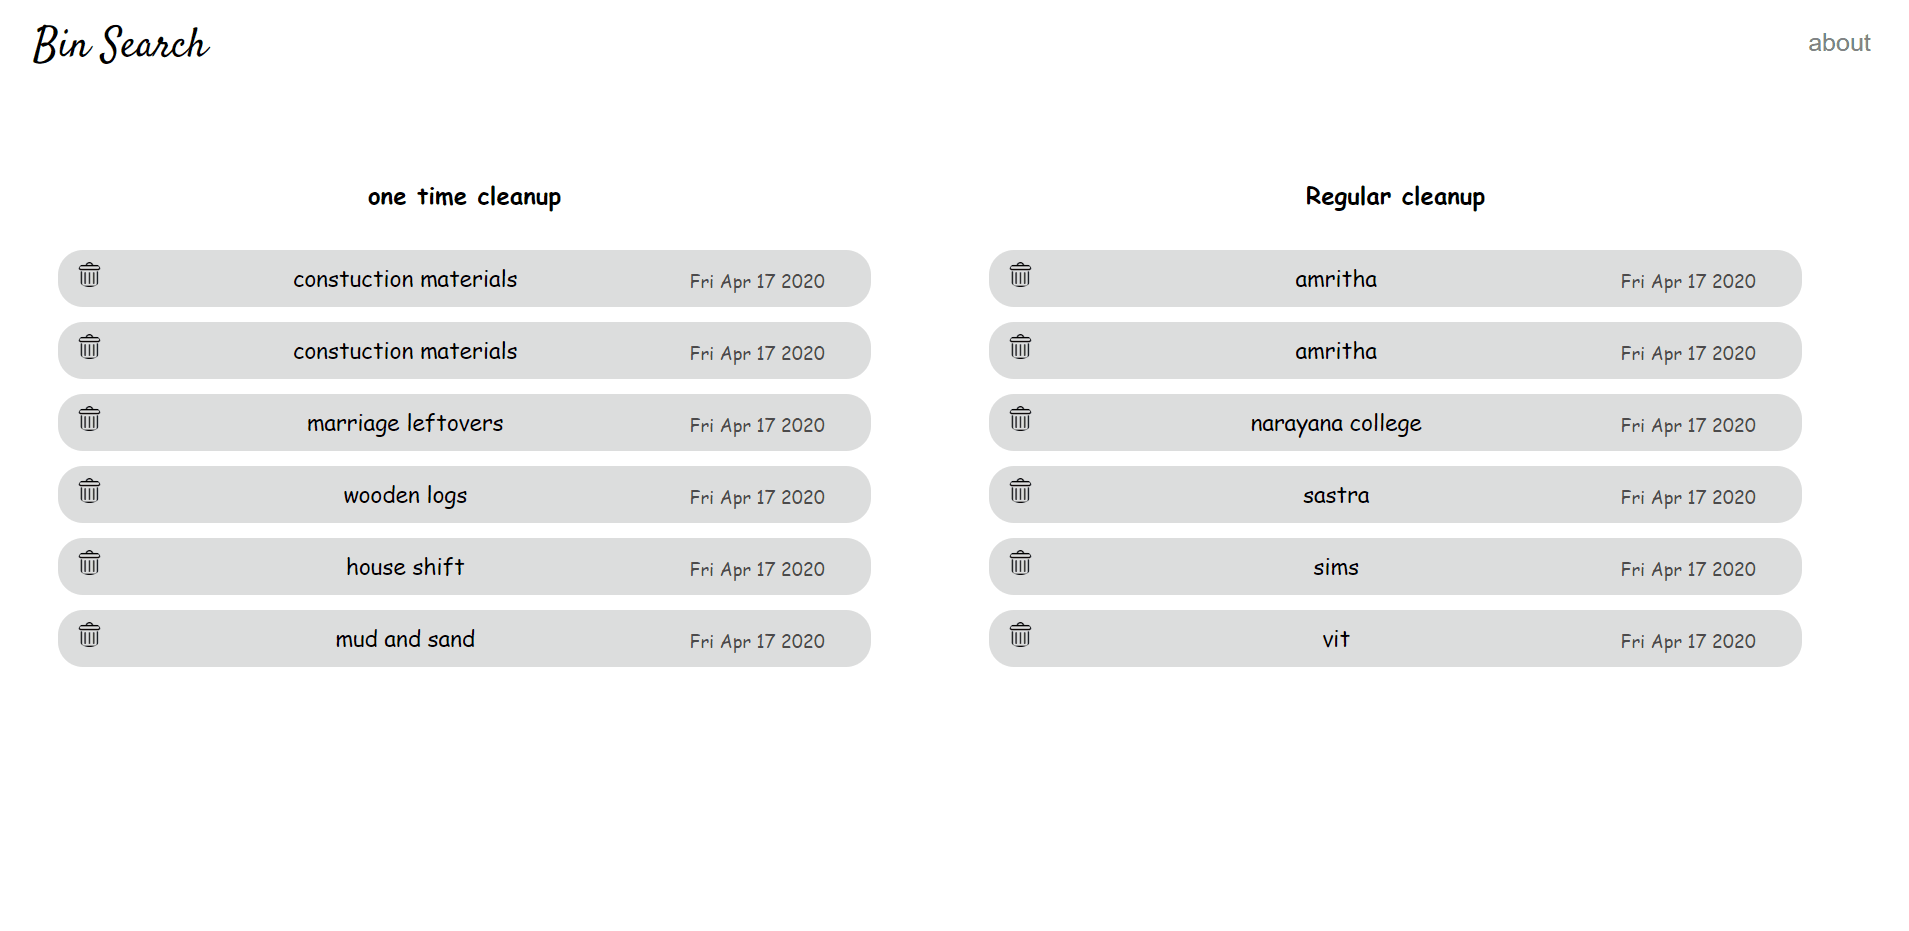 Bin Search
about
one time cleanup
constuction materials Fri Apr 17 2020
constuction materials Fri Apr 17 2020
marriage leftovers Fri Apr 17 2020
wooden logs Fri Apr 17 2020
house shift Fri Apr 17 2020
mud and sand Fri Apr 17 2020
Regular cleanup
amritha Fri Apr 17 2020
amritha Fri Apr 17 2020
narayana college Fri Apr 17 2020
sastra Fri Apr 17 2020
sims Fri Apr 17 2020
vit Fri Apr 17 2020